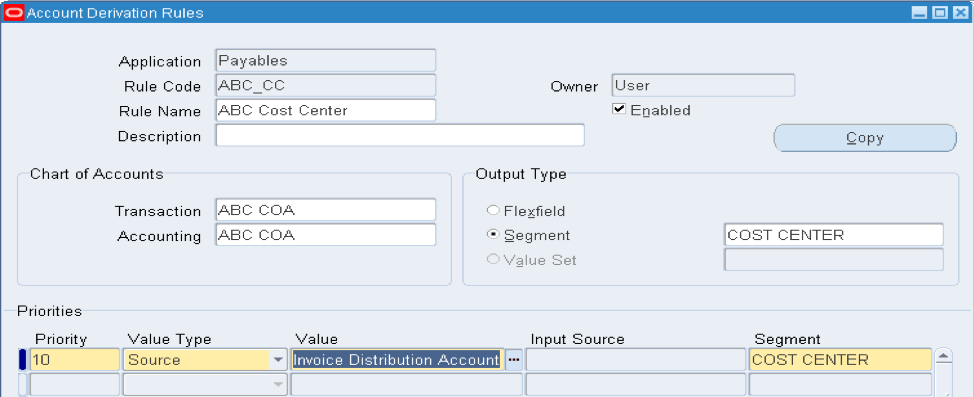 Account Derivation Rules
Application Payables
Rule Code ABC_CC Owner User
Rule Name ABC Cost Center Enabled
Description Copy
Chart of Accounts Output Type
Transaction ABC COA Flexfield
Accounting ABC COA Segment COST CENTER
Value Set
Priorities
Priority Value Type Value Input Source Segment
10 Source Invoice Distribution Account ... COST CENTER